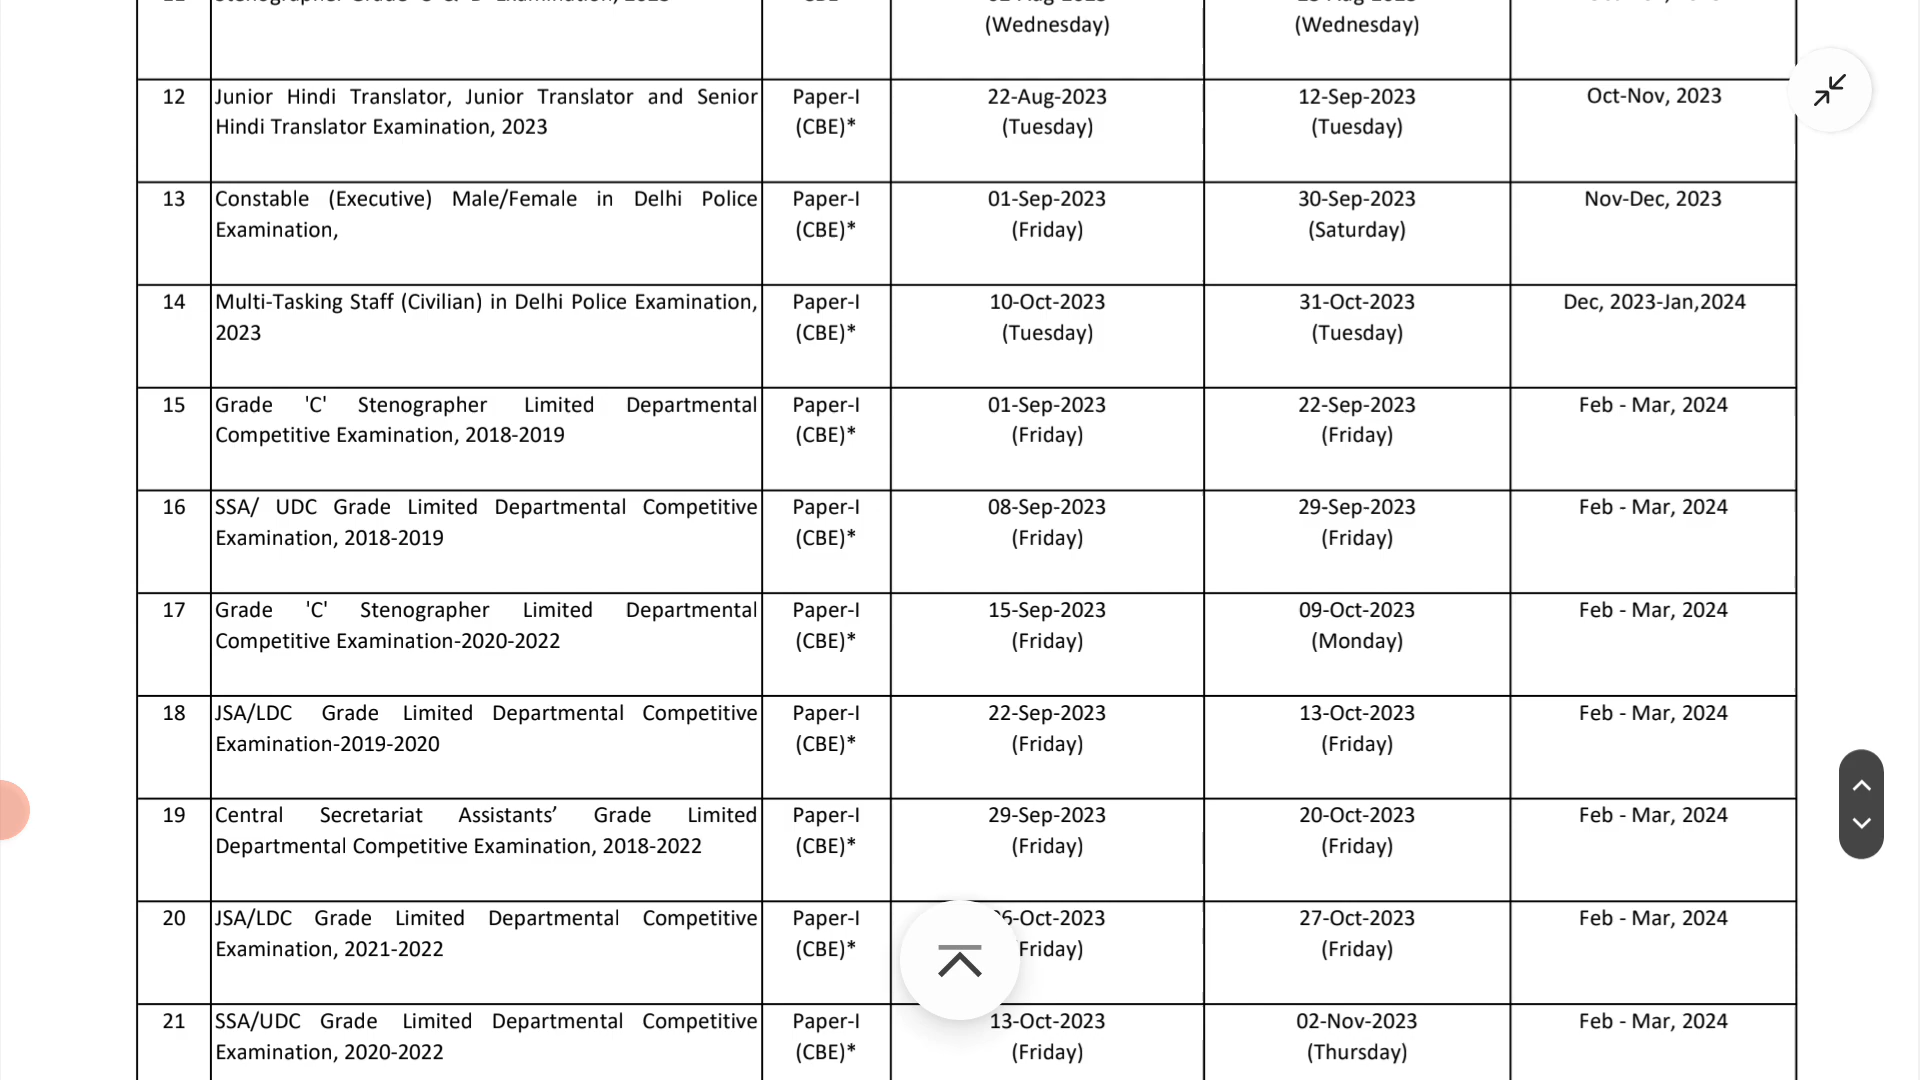 (Wednesday) (Wednesday)
12 Junior Hindi Translator, Junior Translator and Senior Paper-I 22-Aug-2023 12-Sep-2023 Oct-Nov, 2023
Hindi Translator Examination, 2023 (CBE)* (Tuesday) (Tuesday)
13 Constable (Executive) Male/Female in Delhi Police Paper-I 01-Sep-2023 30-Sep-2023 Nov-Dec, 2023
Examination, (CBE)* (Friday) (Saturday)
14 Multi-Tasking Staff (Civilian) in Delhi Police Examination, Paper-I 10-Oct-2023 31-Oct-2023 Dec, 2023-Jan,2024
2023 (CBE)* (Tuesday) (Tuesday)
15 Grade 'C' Stenographer Limited Departmental Paper-I 01-Sep-2023 22-Sep-2023 Feb - Mar, 2024
Competitive Examination, 2018-2019 (CBE)* (Friday) (Friday)
16 SSA/ UDC Grade Limited Departmental Competitive Paper-I 08-Sep-2023 29-Sep-2023 Feb - Mar, 2024
Examination, 2018-2019 (CBE)* (Friday) (Friday)
17 Grade 'C' Stenographer Limited Departmental Paper-I 15-Sep-2023 09-Oct-2023 Feb - Mar, 2024
Competitive Examination-2020-2022 (CBE)* (Friday) (Monday)
18 JSA/LDC Grade Limited Departmental Competitive Paper-I 22-Sep-2023 13-Oct-2023 Feb - Mar, 2024
Examination-2019-2020 (CBE)* (Friday) (Friday)
19 Central Secretariat Assistants’ Grade Limited Paper-I 29-Sep-2023 20-Oct-2023 Feb - Mar, 2024
Departmental Competitive Examination, 2018-2022 (CBE)* (Friday) (Friday)
20 JSA/LDC Grade Limited Departmental Competitive Paper-I 6-Oct-2023 27-Oct-2023 Feb - Mar, 2024
Examination, 2021-2022 (CBE)* Friday) (Friday)
21 SSA/UDC Grade Limited Departmental Competitive Paper-I 13-Oct-2023 02-Nov-2023 Feb - Mar, 2024
Examination, 2020-2022 (CBE)* (Friday) (Thursday)